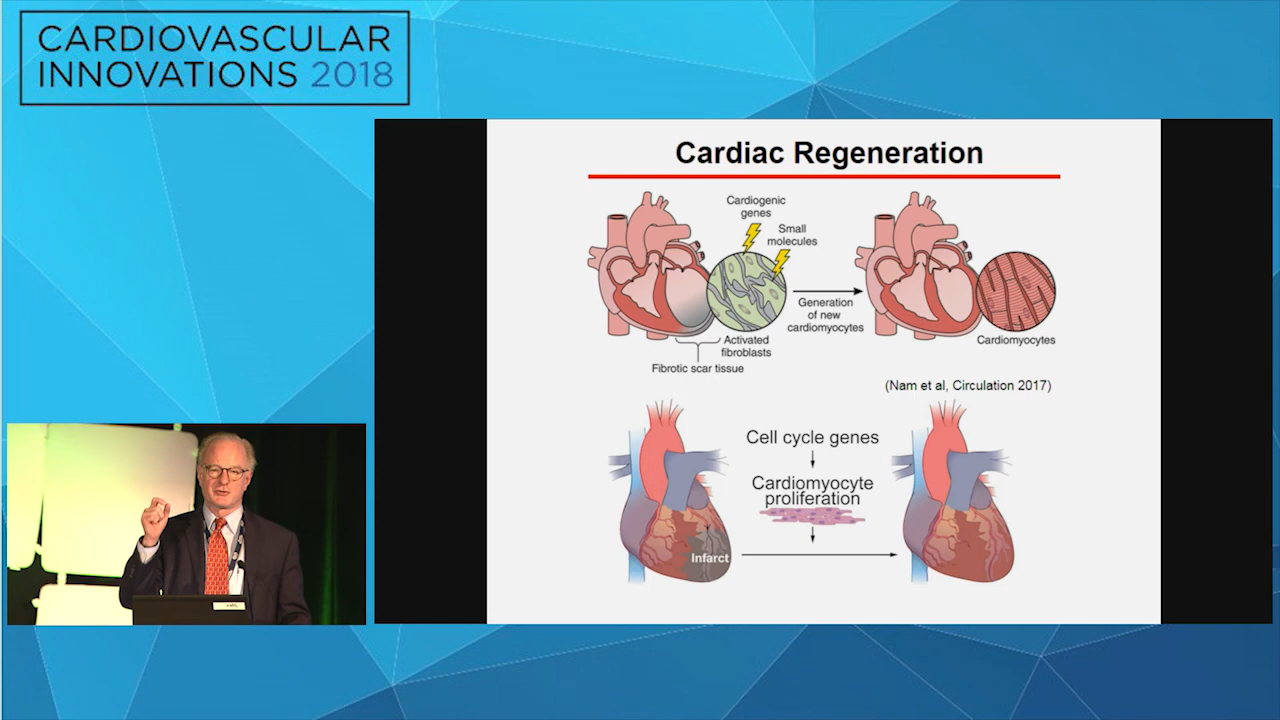 CARDIOVASCULAR
INNOVATIONS 2018
Cardiac Regeneration
Cardiogenic
genes
Small
molecules
Generation
of new
cardiomyocytes
Activated
fibroblasts
Fibrotic scar tissue
Cardiomyocytes
(Nam et al, Circulation 2017)
Cell cycle genes
Cardiomyocyte
proliferation
Infarct